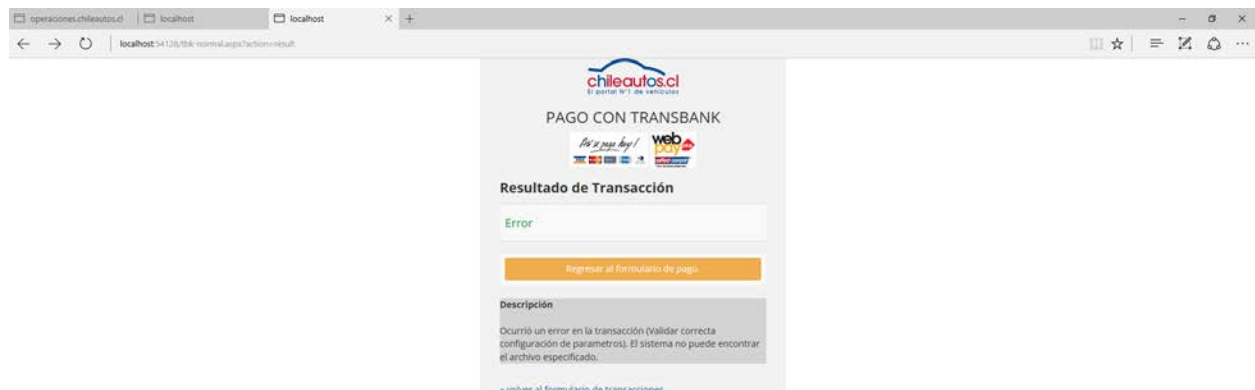 operaciones.chileautos.cl
localhost
localhost
localhost:54126/tbk-normal.aspx?action=result
chileautos.cl
El portal N°1 de vehículos
PAGO CON TRANSBANK
web
pay
Resultado de Transacción
Error
Regresar al formulario de pago.
Descripción
Ocurrió un error en la transacción (Validar correcta
configuración de parametros). El sistema no puede encontrar
el archivo especificado.
« volver al formulario de transacciones